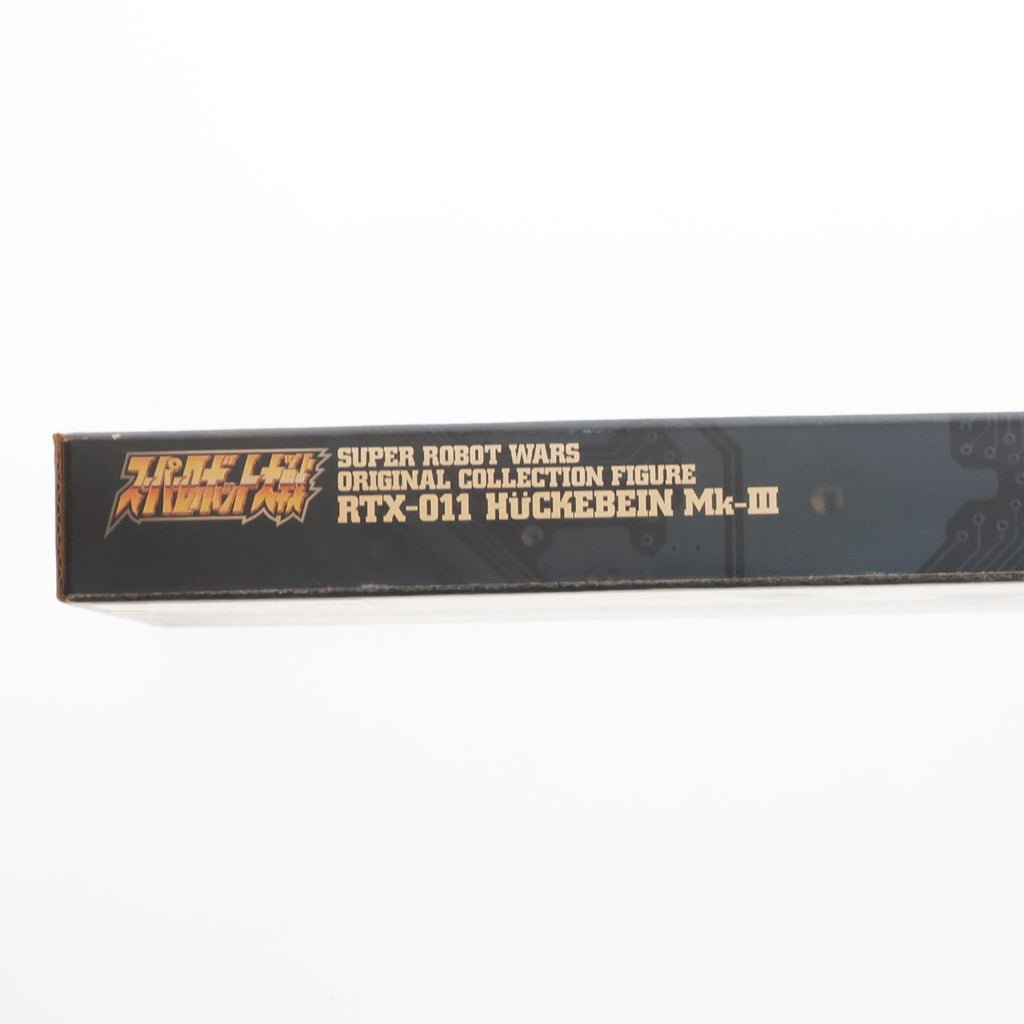 スーパーロボット大戦
SUPER ROBOT WARS
ORIGINAL COLLECTION FIGURE
RTX-011 HÜCKEBEIN Mk-III